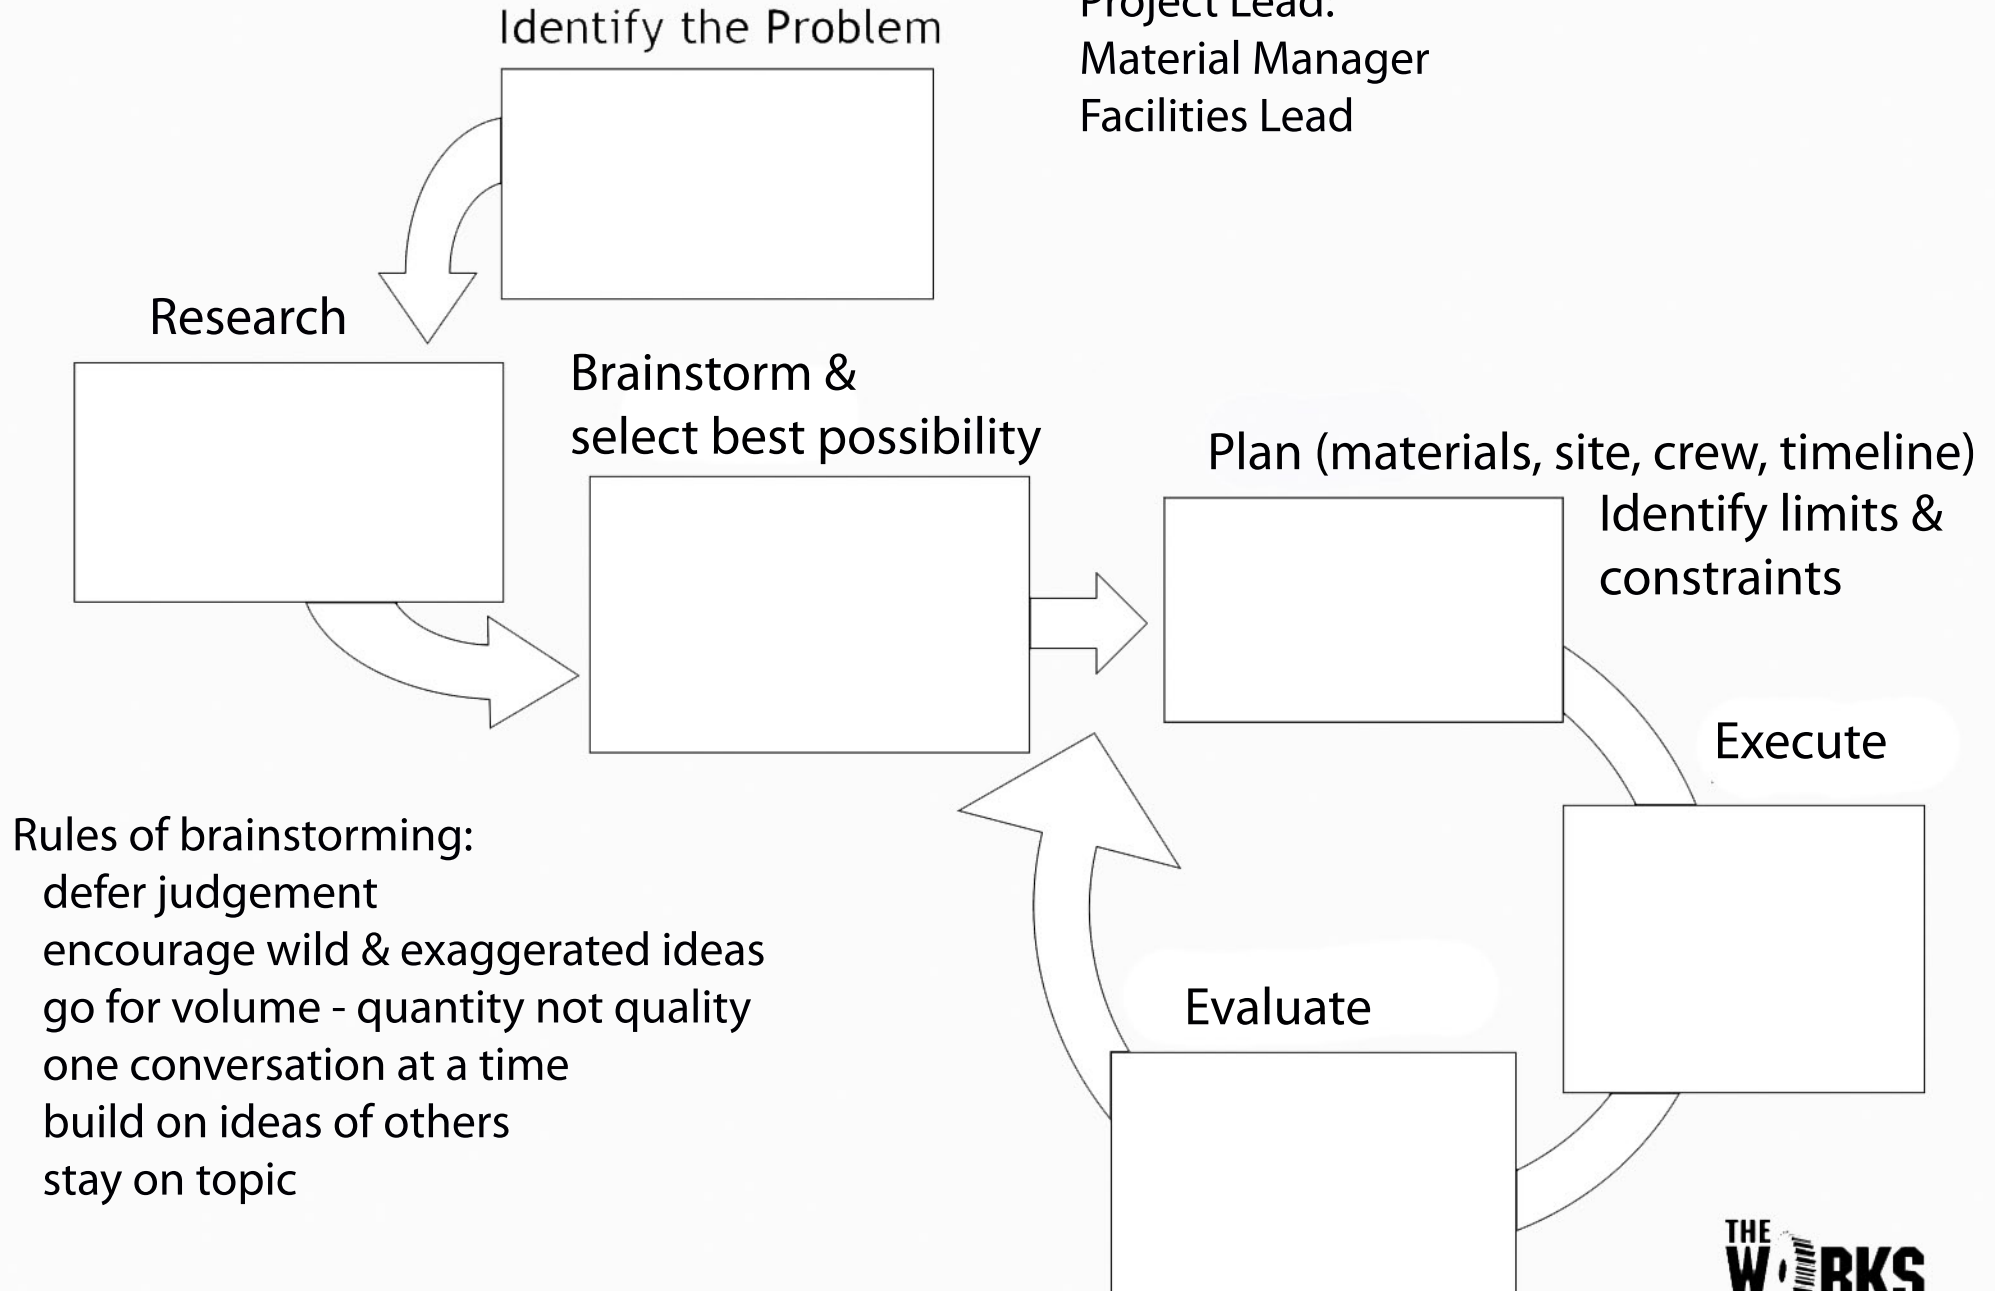 Identify the Problem
Project Lead:
Material Manager
Facilities Lead
Research
Brainstorm &
select best possibility
Plan (materials, site, crew, timeline)
Identify limits &
constraints
Execute
Rules of brainstorming:
defer judgement
encourage wild & exaggerated ideas
go for volume - quantity not quality
one conversation at a time
build on ideas of others
stay on topic
Evaluate
THE
WORKS